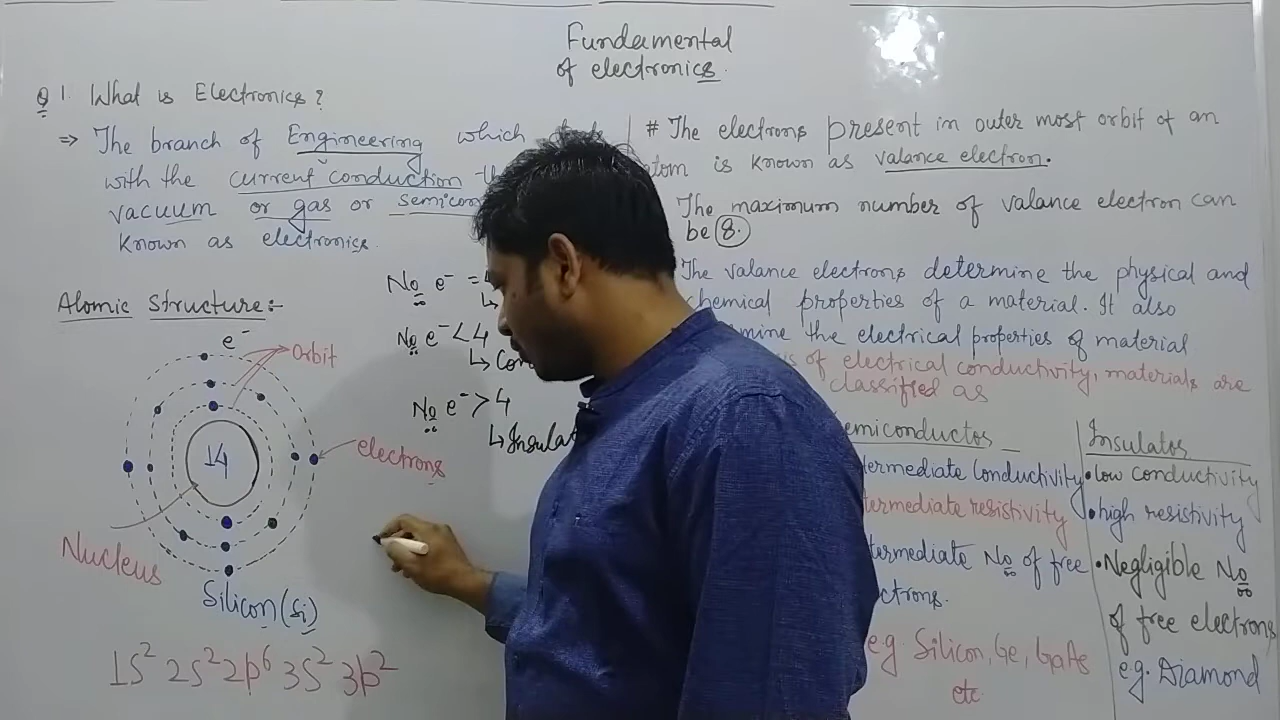 Fundamental
of electronics.
Q 1. What is Electronics?
⇒ The branch of Engineering which
with the current conduction
vacuum or gas or semicon
known as electronics.
Atomic Structure:-
e⁻
Orbit
14
electrons
Nucleus
Silicon (Si)
1S² 2S² 2p⁶ 3S² 3p²
No e⁻ =
No e⁻ < 4
↳ Con
No e⁻ > 4
↳ Insulat
# The electrons present in outer most orbit of an
atom is known as valance electron.
The maximum number of valance electron can
be 8.
The valance electrons determine the physical and
chemical properties of a material. It also
mine the electrical properties of material
is of electrical conductivity, materials are
classified as
emiconductos
termediate Conductivity
termediate resistivity
termediate No of free
ctrons.
e.g. Silicon, Ge, GaAs
etc
Insulatos
• low conductivity
• high resistivity
• Negligible No
of free electrons
e.g. Diamond